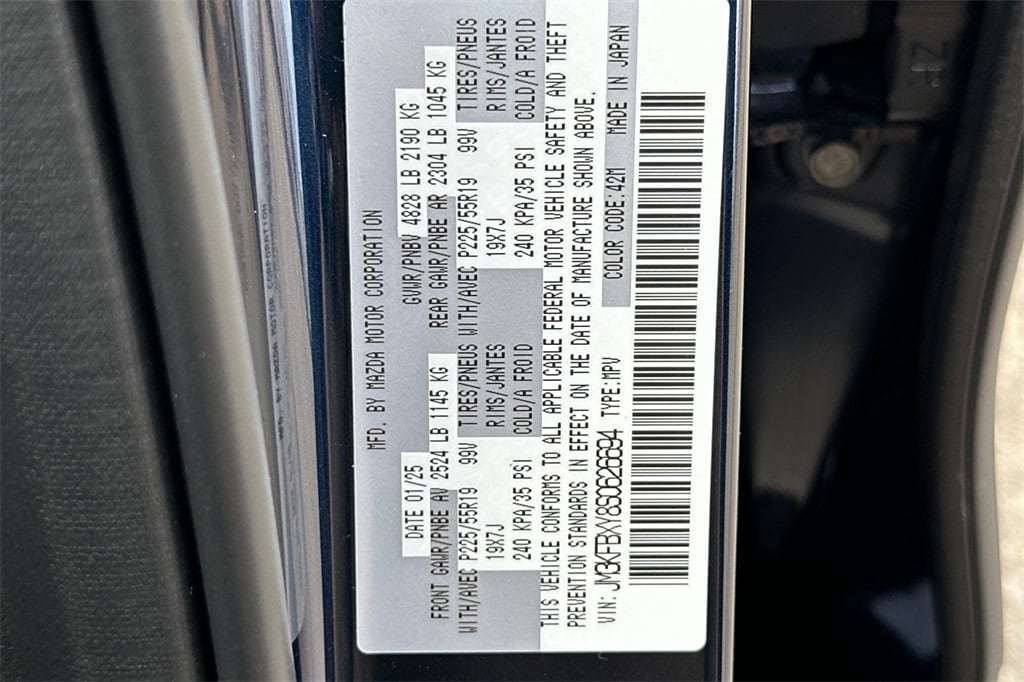 MFD. BY MAZDA MOTOR CORPORATION
DATE 01/25 GVWR/PNBV 4828 LB 2190 KG
FRONT GAWR/PNBE AV 2524 LB 1145 KG REAR GAWR/PNBE AR 2304 LB 1045 KG
WITH/AVEC P225/55R19 99V TIRES/PNEUS WITH/AVEC P225/55R19 99V TIRES/PNEUS
19X7J RIMS/JANTES 19X7J RIMS/JANTES
240 KPA/35 PSI COLD/A FROID 240 KPA/35 PSI COLD/A FROID
THIS VEHICLE CONFORMS TO ALL APPLICABLE FEDERAL MOTOR VEHICLE SAFETY AND THEFT
PREVENTION STANDARDS IN EFFECT ON THE DATE OF MANUFACTURE SHOWN ABOVE.
VIN: JM3KFBXY8S0626694 TYPE:MPV COLOR CODE:42M MADE IN JAPAN